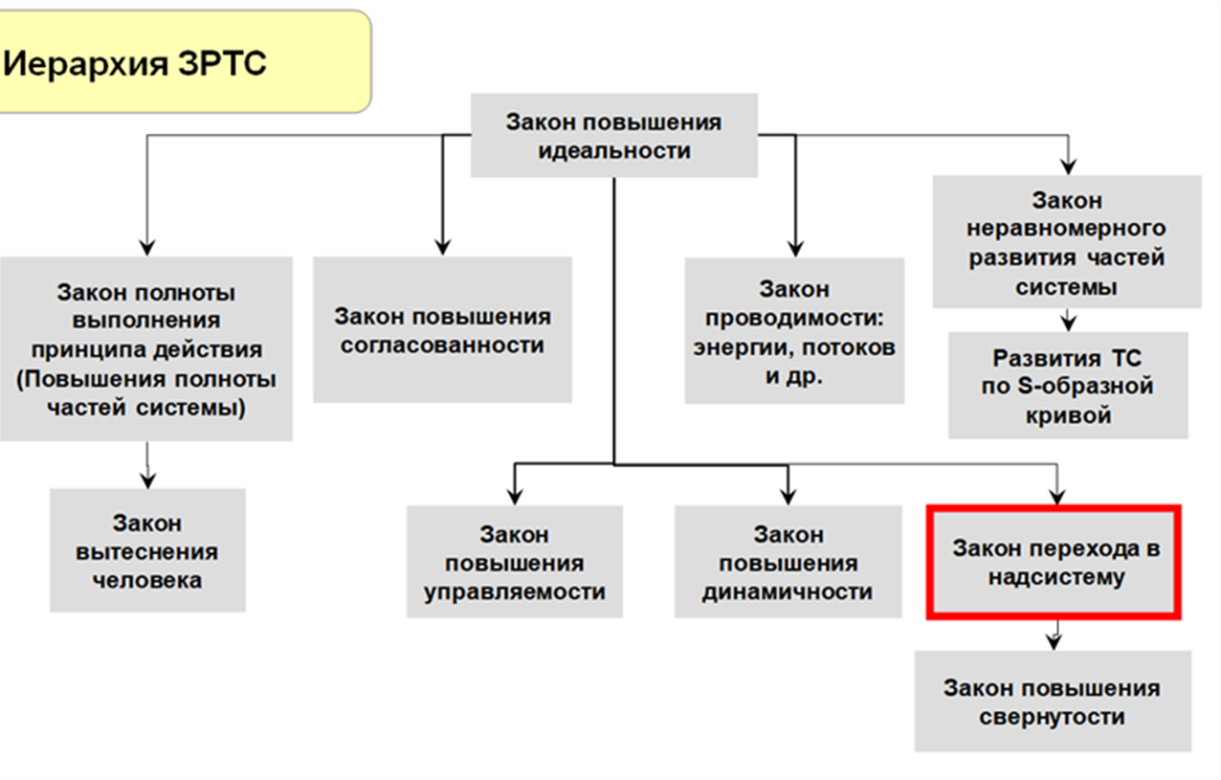 Иерархия ЗРТС
Закон повышения
идеальности
Закон полноты
выполнения
принципа действия
(Повышения полноты
частей системы)
Закон повышения
согласованности
Закон
проводимости:
энергии, потоков
и др.
Закон
неравномерного
развития частей
системы
Развития ТС
по S-образной
кривой
Закон
вытеснения
человека
Закон
повышения
управляемости
Закон
повышения
динамичности
Закон перехода в
надсистему
Закон повышения
свернутости